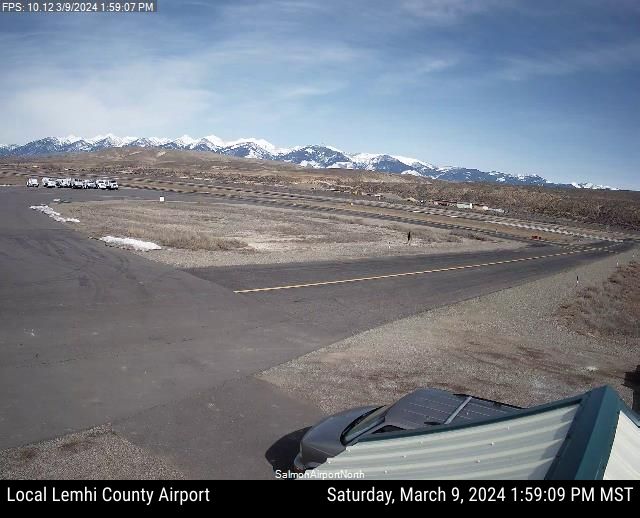 FPS: 10.12 3/9/2024 1:59:07 PM
SalmonAirportNorth
Local Lemhi County Airport Saturday, March 9, 2024 1:59:09 PM MST